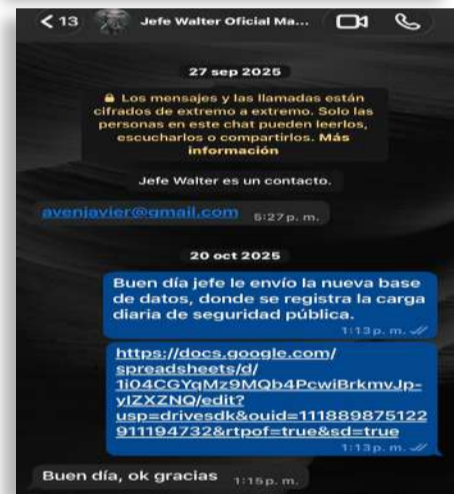 13 Jefe Walter Oficial Ma...
27 sep 2025
Los mensajes y las llamadas están
cifrados de extremo a extremo. Solo las
personas en este chat pueden leerlos,
escucharlos o compartirlos. Más
información
Jefe Walter es un contacto.
avenjavier@gmail.com 5:27 p. m.
20 oct 2025
Buen día jefe le envío la nueva base
de datos, donde se registra la carga
diaria de seguridad pública.
1:13 p. m.
https://docs.google.com/
spreadsheets/d/
1i04CGYqMz9MQb4PcwiBrkmvJp-
yIZXZNQ/edit?
usp=drivesdk&ouid=111889875122
911194732&rtpof=true&sd=true
1:13 p. m.
Buen día, ok gracias 1:15 p. m.